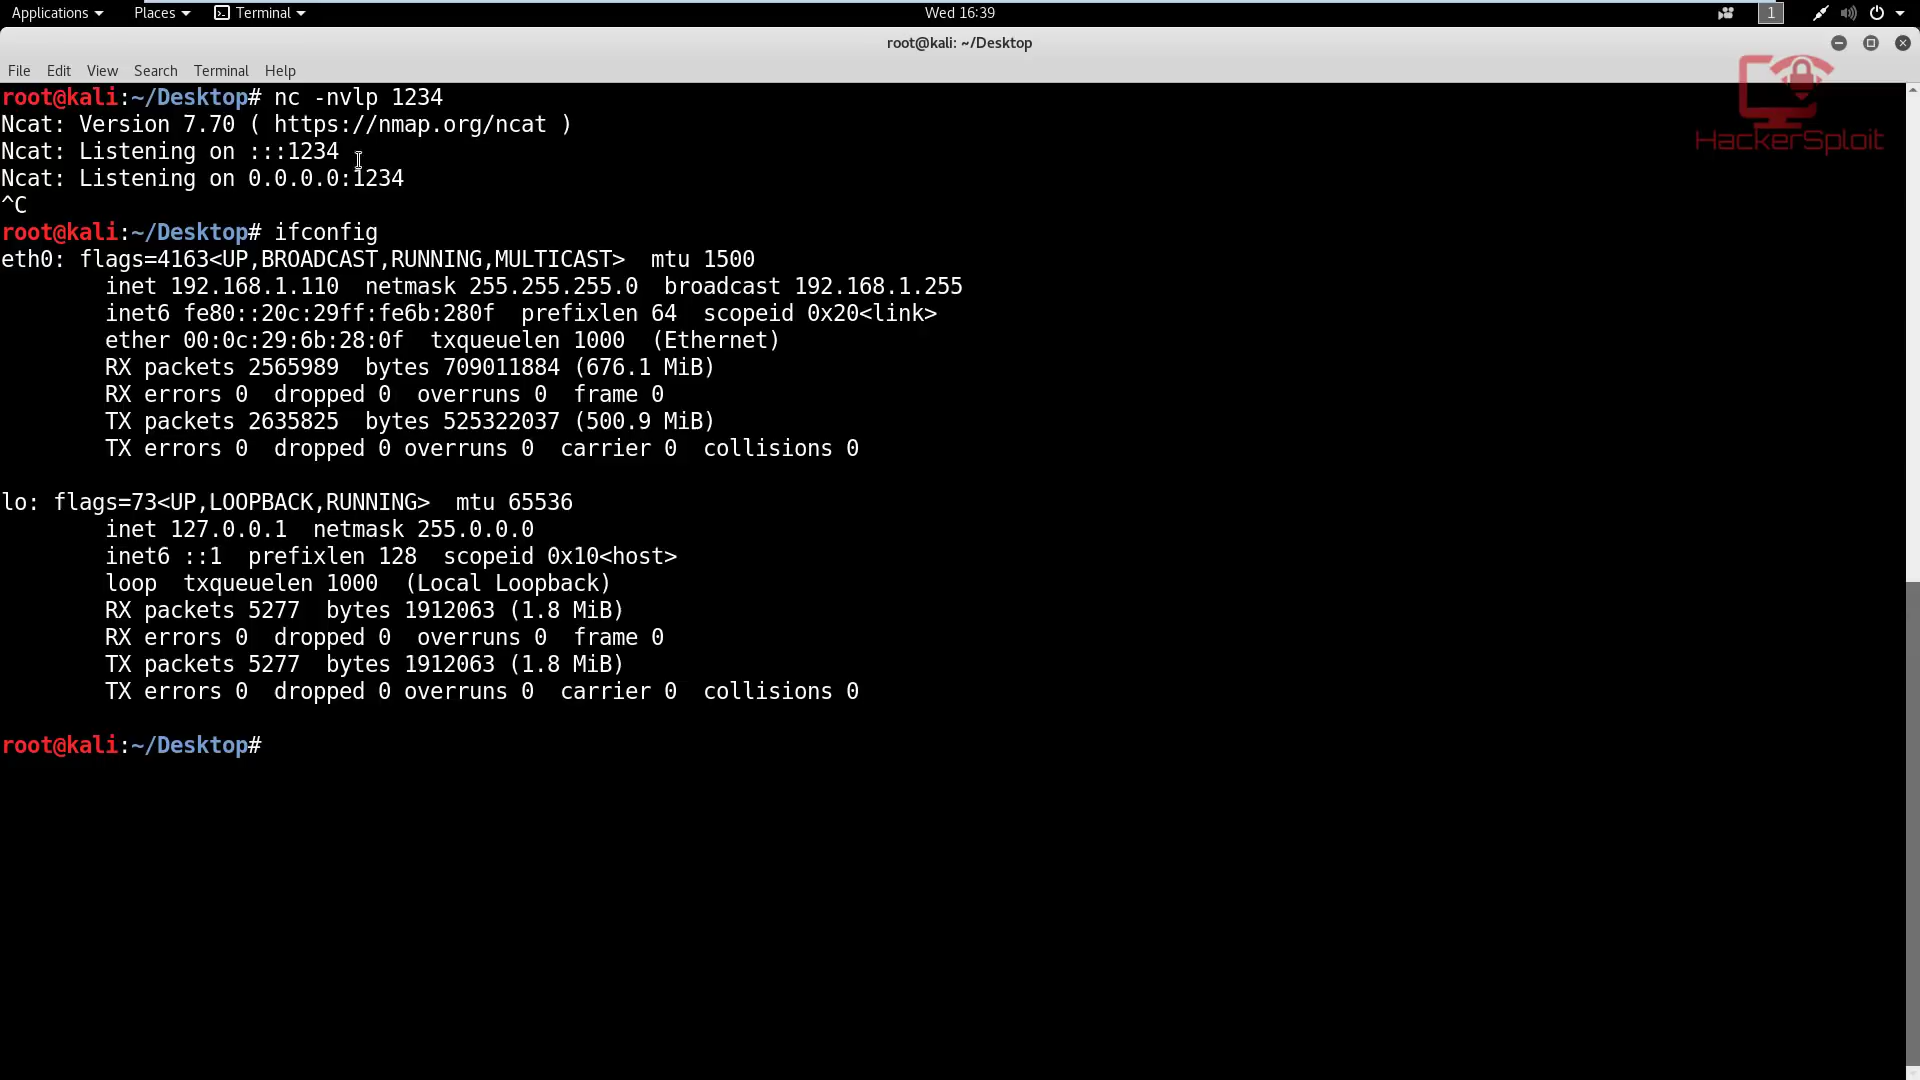 Applications Places Terminal Wed 16:39 1
root@kali: ~/Desktop
File Edit View Search Terminal Help
HackerSploit
root@kali:~/Desktop# nc -nvlp 1234
Ncat: Version 7.70 ( https://nmap.org/ncat )
Ncat: Listening on :::1234
Ncat: Listening on 0.0.0.0:1234
^C
root@kali:~/Desktop# ifconfig
eth0: flags=4163<UP,BROADCAST,RUNNING,MULTICAST>  mtu 1500
        inet 192.168.1.110  netmask 255.255.255.0  broadcast 192.168.1.255
        inet6 fe80::20c:29ff:fe6b:280f  prefixlen 64  scopeid 0x20<link>
        ether 00:0c:29:6b:28:0f  txqueuelen 1000  (Ethernet)
        RX packets 2565989  bytes 709011884 (676.1 MiB)
        RX errors 0  dropped 0  overruns 0  frame 0
        TX packets 2635825  bytes 525322037 (500.9 MiB)
        TX errors 0  dropped 0 overruns 0  carrier 0  collisions 0

lo: flags=73<UP,LOOPBACK,RUNNING>  mtu 65536
        inet 127.0.0.1  netmask 255.0.0.0
        inet6 ::1  prefixlen 128  scopeid 0x10<host>
        loop  txqueuelen 1000  (Local Loopback)
        RX packets 5277  bytes 1912063 (1.8 MiB)
        RX errors 0  dropped 0  overruns 0  frame 0
        TX packets 5277  bytes 1912063 (1.8 MiB)
        TX errors 0  dropped 0 overruns 0  carrier 0  collisions 0

root@kali:~/Desktop#